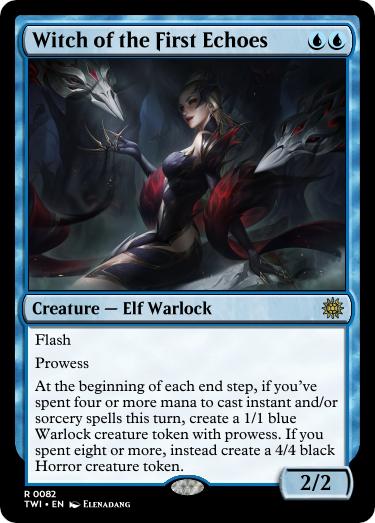 Witch of the First Echoes
Creature — Elf Warlock
Flash
Prowess
At the beginning of each end step, if you've
spent four or more mana to cast instant and/or
sorcery spells this turn, create a 1/1 blue
Warlock creature token with prowess. If you
spent eight or more, instead create a 4/4 black
Horror creature token.
2/2
R 0082
TWI • EN Elenadang